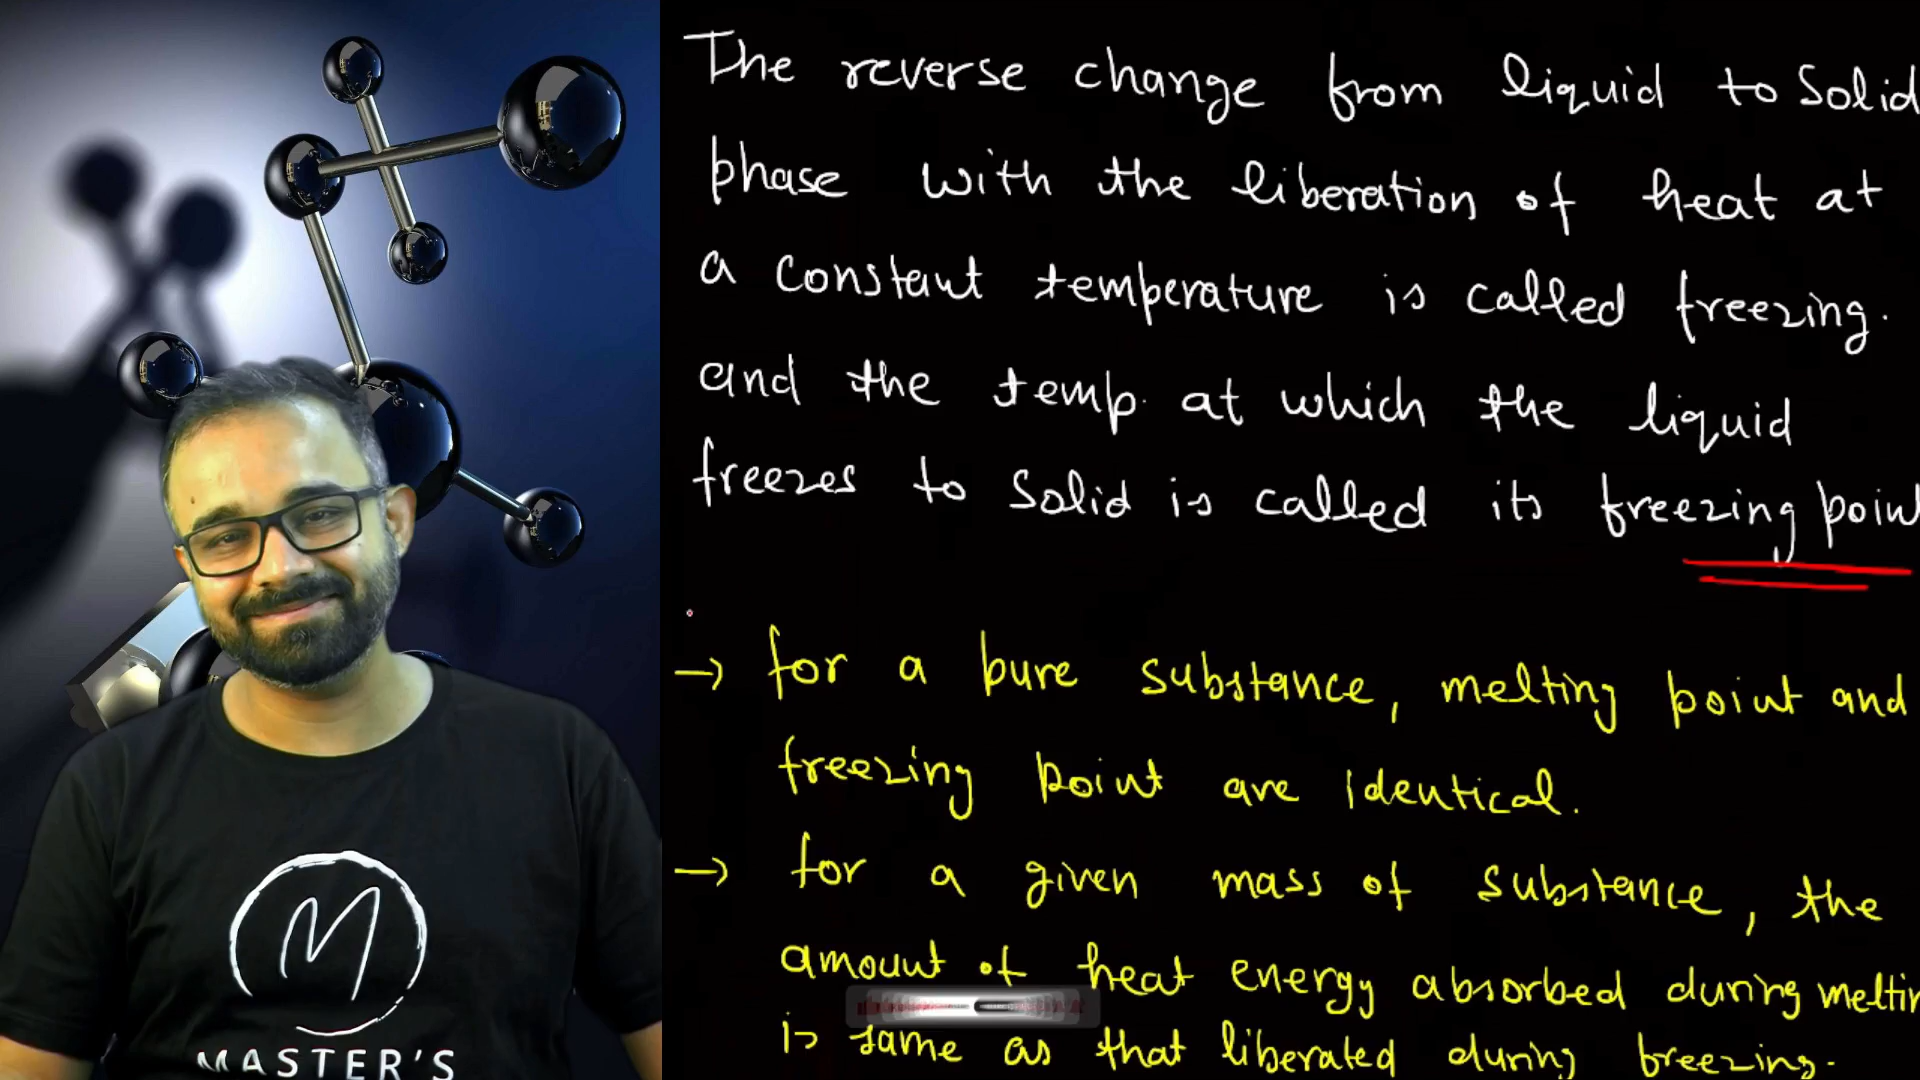 The reverse change from liquid to Solid
phase with the liberation of heat at
a constant temperature is called freezing.
and the temp. at which the liquid
freezes to Solid is called its freezing point
→ for a pure substance, melting point and
freezing point are identical.
→ for a given mass of substance, the
amount of heat energy absorbed during meltin
is same as that liberated during freezing.
M
MASTER'S